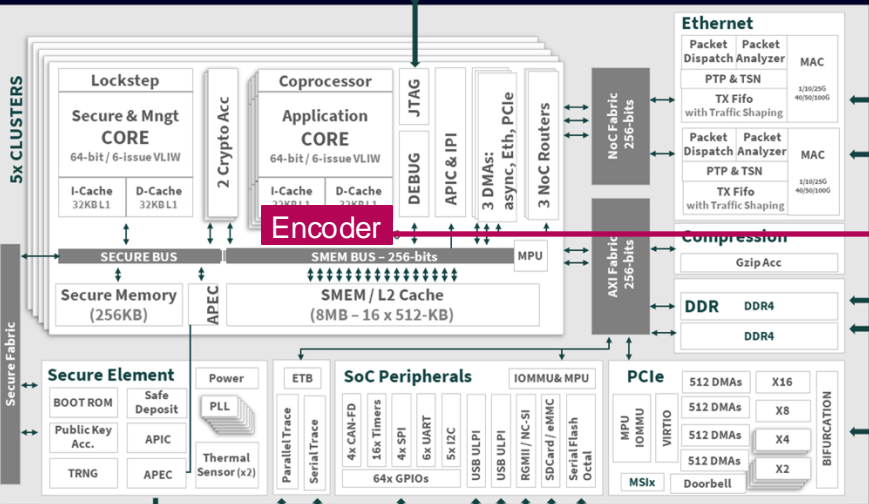 Ethernet
Packet Dispatch
Packet Analyzer
MAC
1/10/25G
40/50/100G
PTP & TSN
TX Fifo
with Traffic Shaping
Packet Dispatch
Packet Analyzer
MAC
1/10/25G
40/50/100G
PTP & TSN
TX Fifo
with Traffic Shaping
5x CLUSTERS
Lockstep
Secure & Mngt
CORE
64-bit / 6-issue VLIW
I-Cache
32KB L1
D-Cache
32KB L1
2 Crypto Acc
Coprocessor
Application
CORE
64-bit / 6-issue VLIW
I-Cache
32KB L1
D-Cache
32KB L1
JTAG
DEBUG
APIC & IPI
3 DMAs:
async, Eth, PCIe
3 NoC Routers
NoC Fabric
256-bits
Encoder
AXI Fabric
256-bits
Compression
Gzip Acc
SECURE BUS
SMEM BUS – 256-bits
MPU
Secure Memory
(256KB)
APEC
SMEM / L2 Cache
(8MB – 16 x 512-KB)
DDR
DDR4
DDR4
Secure Fabric
Secure Element
BOOT ROM
Safe
Deposit
Public Key
Acc.
APIC
TRNG
APEC
Power
PLL
Thermal
Sensor (x2)
ETB
Parallel Trace
Serial Trace
SoC Peripherals
IOMMU& MPU
4x CAN-FD
16x Timers
4x SPI
6x UART
5x I2C
64x GPIOs
USB ULPI
USB ULPI
RGMII / NC-SI
SDCard / eMMC
Serial Flash
Octal
PCIe
MPU
IOMMU
VIRTIO
MSIx
512 DMAs
512 DMAs
512 DMAs
512 DMAs
Doorbell
X16
X8
X4
X2
BIFURCATION